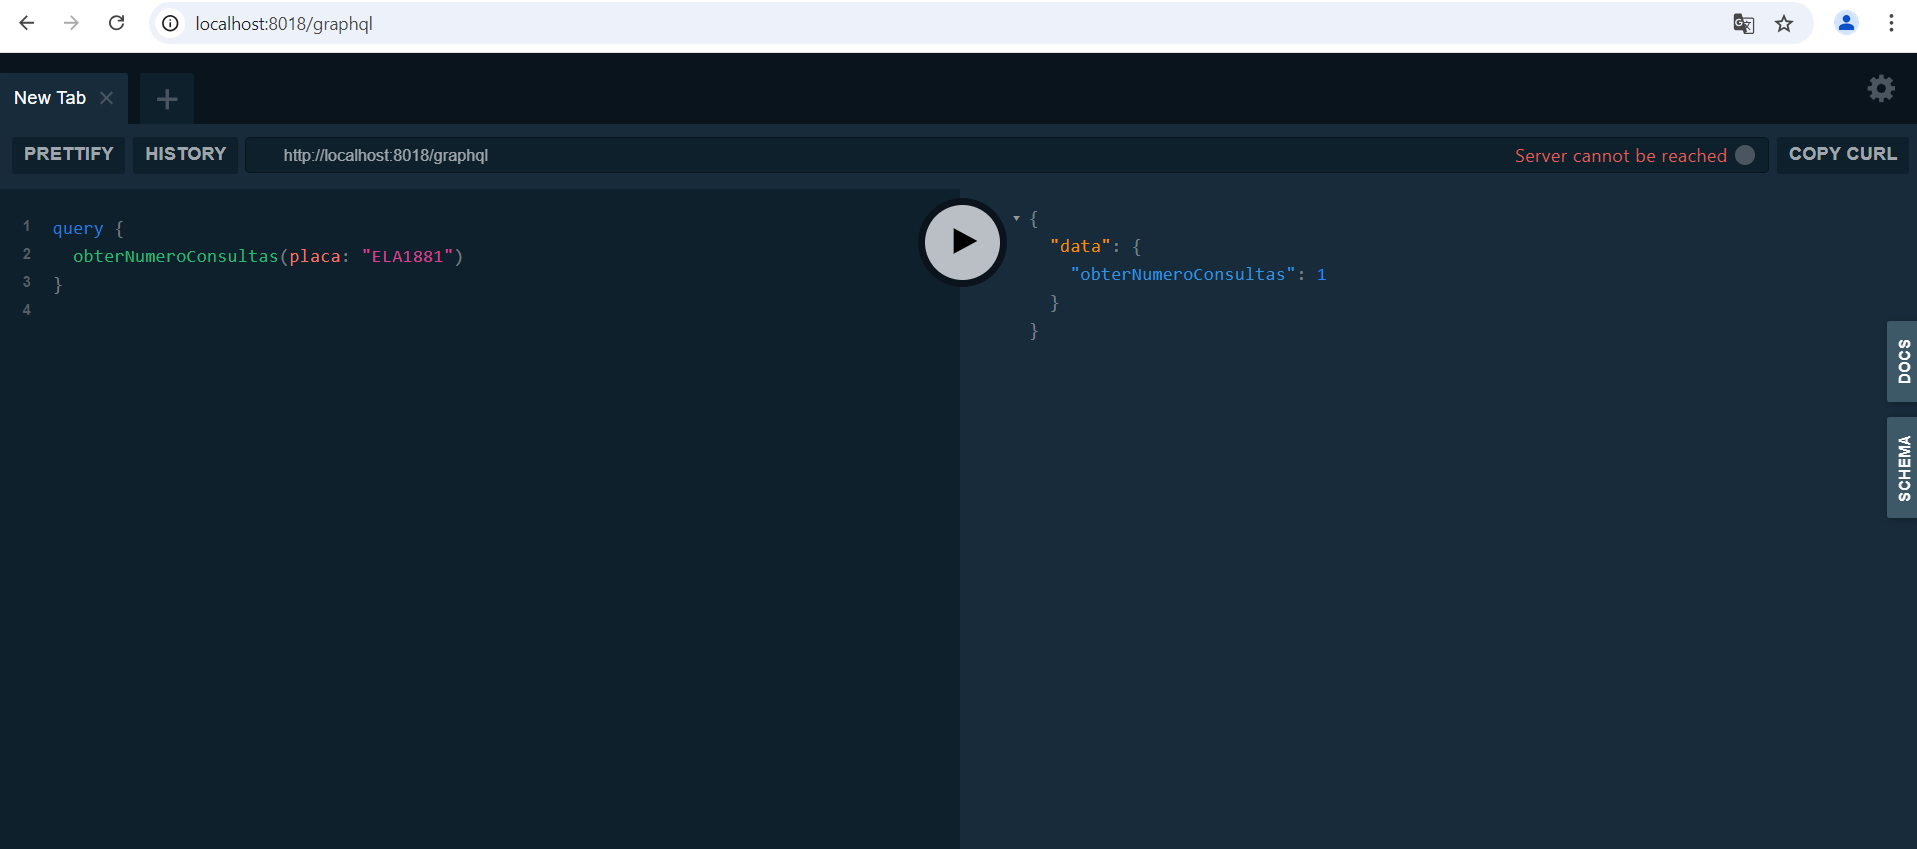 localhost:8018/graphql
New Tab
PRETTIFY HISTORY http://localhost:8018/graphql Server cannot be reached COPY CURL
1 query {
2 obterNumeroConsultas(placa: "ELA1881")
3 }
4
{
"data": {
"obterNumeroConsultas": 1
}
}
DOCS
SCHEMA